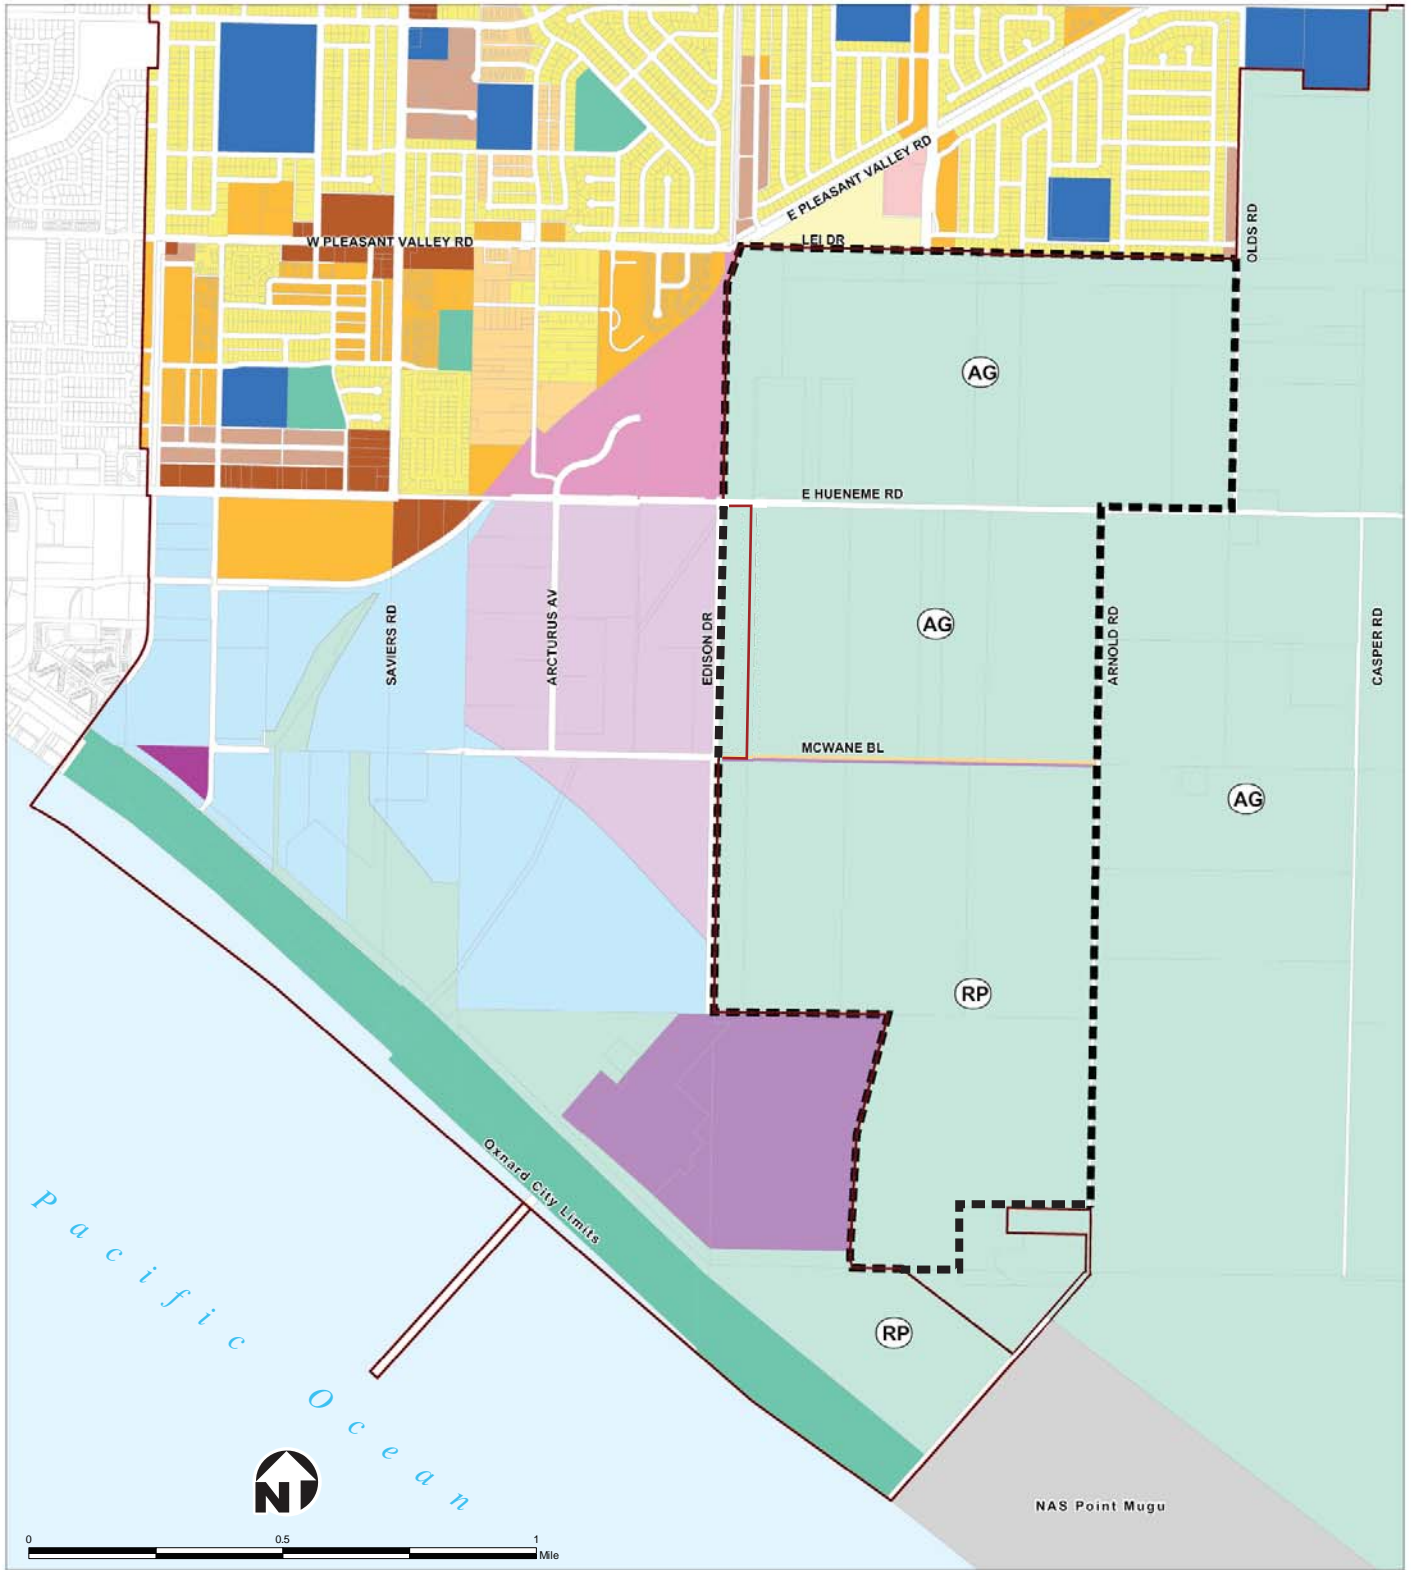 E PLEASANT VALLEY RD
W PLEASANT VALLEY RD
LEI DR
OLDS RD
AG
E HUENEME RD
SAVIERS RD
ARCTURUS AV
EDISON DR
AG
ARNOLD RD
CASPER RD
MCWANE BL
AG
RP
Oxnard City Limits
Pacific
Ocean
RP
N
NAS Point Mugu
0 0.5 1
Mile